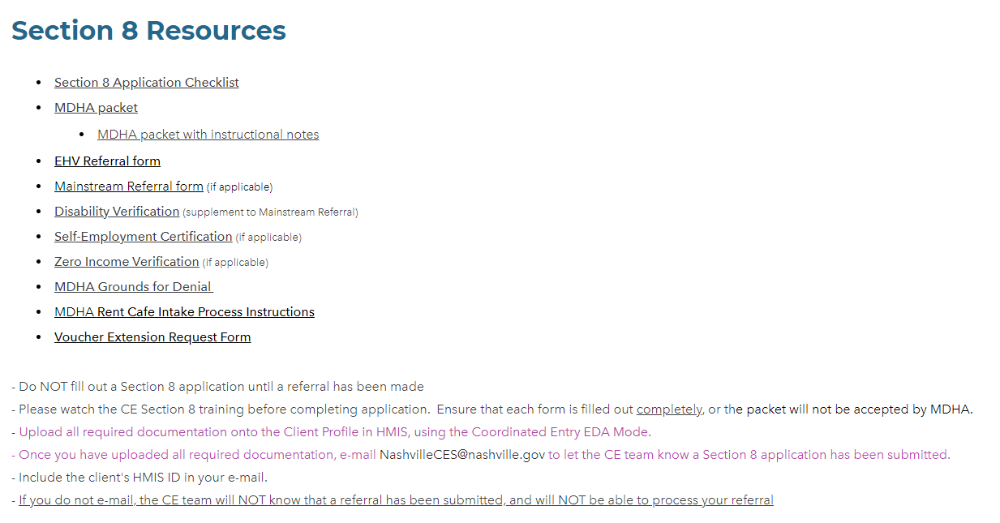 Section 8 Resources
Section 8 Application Checklist
MDHA packet
MDHA packet with instructional notes
EHV Referral form
Mainstream Referral form (if applicable)
Disability Verification (supplement to Mainstream Referral)
Self-Employment Certification (if applicable)
Zero Income Verification (if applicable)
MDHA Grounds for Denial
MDHA Rent Cafe Intake Process Instructions
Voucher Extension Request Form
- Do NOT fill out a Section 8 application until a referral has been made
- Please watch the CE Section 8 training before completing application.  Ensure that each form is filled out completely, or the packet will not be accepted by MDHA.
- Upload all required documentation onto the Client Profile in HMIS, using the Coordinated Entry EDA Mode.
- Once you have uploaded all required documentation, e-mail NashvilleCES@nashville.gov to let the CE team know a Section 8 application has been submitted.
- Include the client's HMIS ID in your e-mail.
- If you do not e-mail, the CE team will NOT know that a referral has been submitted, and will NOT be able to process your referral